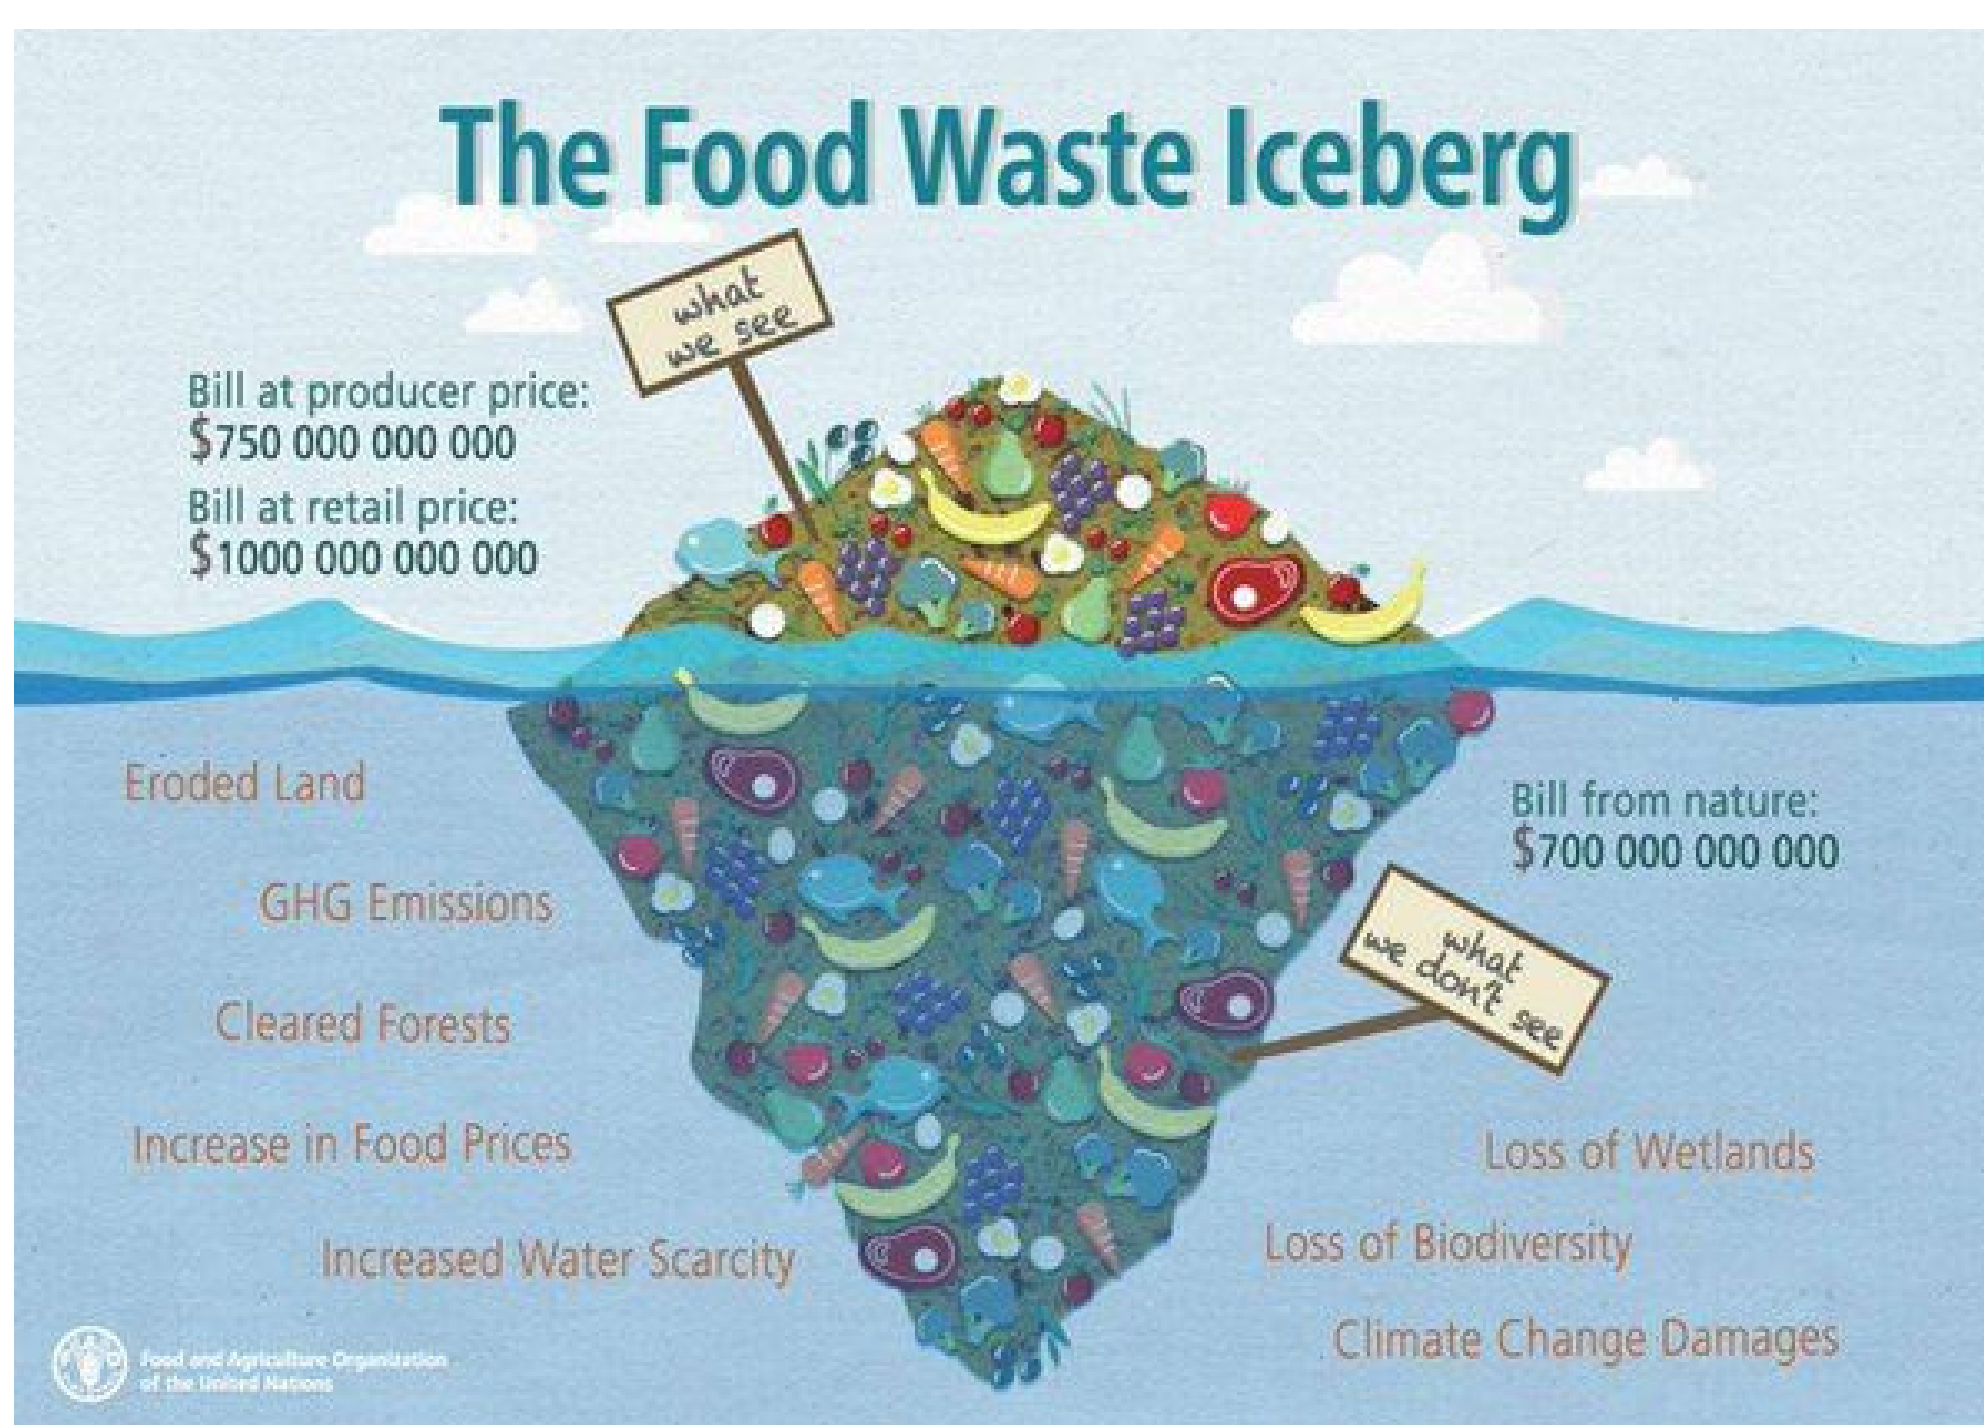 The Food Waste Iceberg
what
we see
Bill at producer price:
$750 000 000 000
Bill at retail price:
$1000 000 000 000
Eroded Land
GHG Emissions
Cleared Forests
Increase in Food Prices
Increased Water Scarcity
Bill from nature:
$700 000 000 000
what
we don't see
Loss of Wetlands
Loss of Biodiversity
Climate Change Damages
Food and Agriculture Organization
of the United Nations